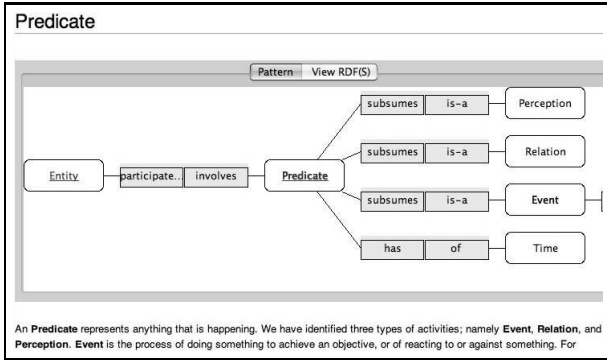 Predicate
Pattern View RDF(S)
subsumes is-a Perception
subsumes is-a Relation
Entity participate... involves Predicate
subsumes is-a Event
has of Time
An Predicate represents anything that is happening. We have identified three types of activities; namely Event, Relation, and
Perception. Event is the process of doing something to achieve an objective, or of reacting to or against something. For